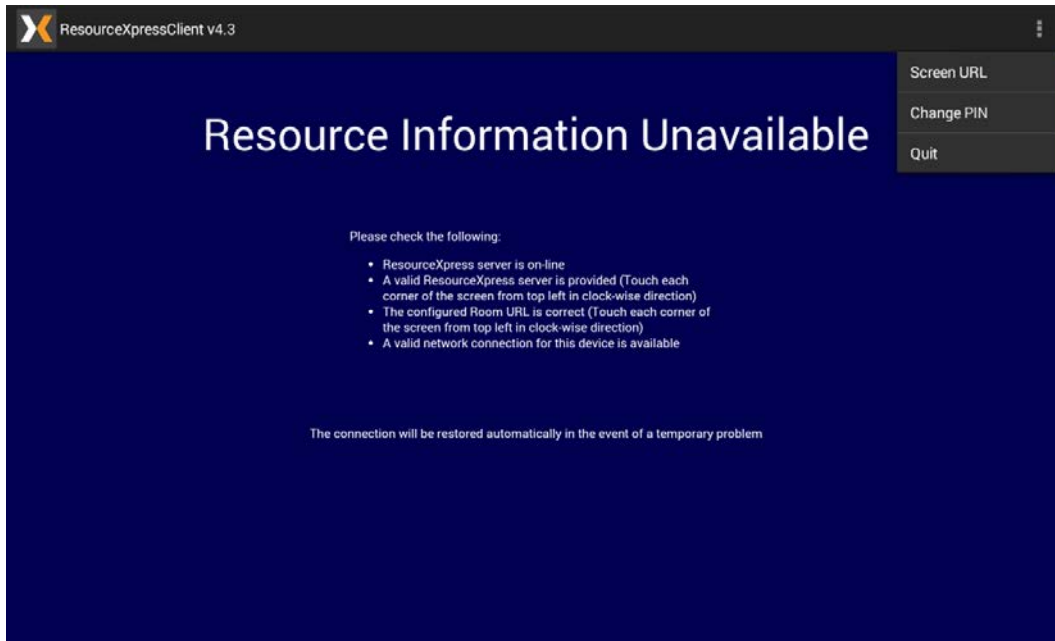 ResourceXpressClient v4.3
Screen URL
Change PIN
Quit
Resource Information Unavailable
Please check the following:
• ResourceXpress server is on-line
• A valid ResourceXpress server is provided (Touch each
corner of the screen from top left in clock-wise direction)
• The configured Room URL is correct (Touch each corner of
the screen from top left in clock-wise direction)
• A valid network connection for this device is available
The connection will be restored automatically in the event of a temporary problem